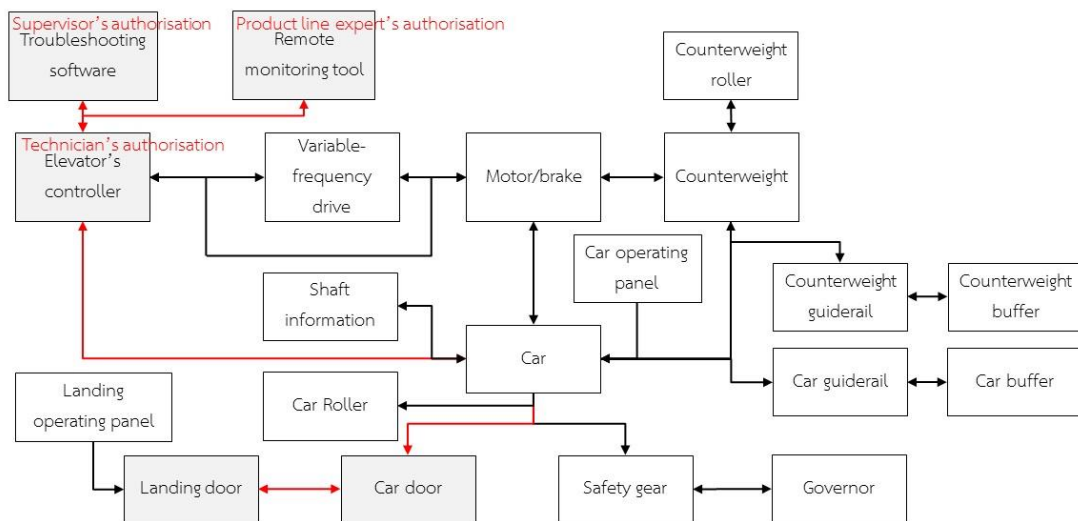 Supervisor's authorisation
Troubleshooting
software
Product line expert's authorisation
Remote
monitoring tool
Counterweight
roller
Technician's authorisation
Elevator's
controller
Variable-
frequency
drive
Motor/brake
Counterweight
Car operating
panel
Shaft
information
Counterweight
guiderail
Counterweight
buffer
Car
Car guiderail
Car buffer
Landing
operating panel
Car Roller
Landing door
Car door
Safety gear
Governor